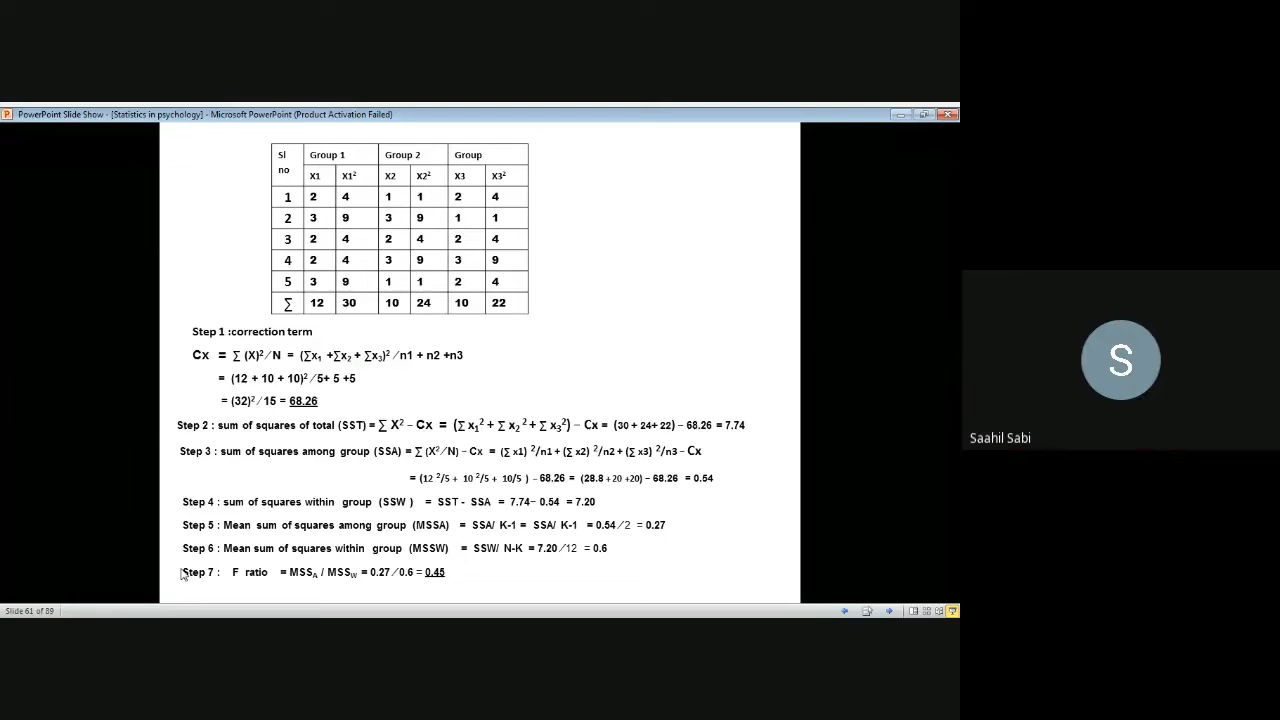 PowerPoint Slide Show - [Statistics in psychology] - Microsoft PowerPoint (Product Activation Failed)
Sl no Group 1 Group 2 Group
X1 X1² X2 X2² X3 X3²
1 2 4 1 1 2 4
2 3 9 3 9 1 1
3 2 4 2 4 2 4
4 2 4 3 9 3 9
5 3 9 1 1 2 4
∑ 12 30 10 24 10 22
Step 1 :correction term
Cx = ∑ (X)²/N = (∑x₁ +∑x₂ + ∑x₃)² /n1 + n2 +n3
= (12 + 10 + 10)² /5+ 5 +5
= (32)² /15 = 68.26
Step 2 : sum of squares of total (SST) = ∑ X² – Cx = (∑ x₁² + ∑ x₂² + ∑ x₃²) – Cx = (30 + 24+ 22) – 68.26 = 7.74
Step 3 : sum of squares among group (SSA) = ∑ (X²/N) – Cx = (∑ x1) ²/n1 + (∑ x2) ²/n2 + (∑ x3) ²/n3 – Cx
= (12 ²/5 + 10 ²/5 + 10/5 ) – 68.26 = (28.8 + 20 +20) – 68.26 = 0.54
Step 4 : sum of squares within group (SSW ) = SST - SSA = 7.74– 0.54 = 7.20
Step 5 : Mean sum of squares among group (MSSA) = SSA/ K-1 = SSA/ K-1 = 0.54/2 = 0.27
Step 6 : Mean sum of squares within group (MSSW) = SSW/ N-K = 7.20/12 = 0.6
Step 7 : F ratio = MSS_A / MSS_W = 0.27/0.6 = 0.45
Slide 61 of 89
S
Saahil Sabi